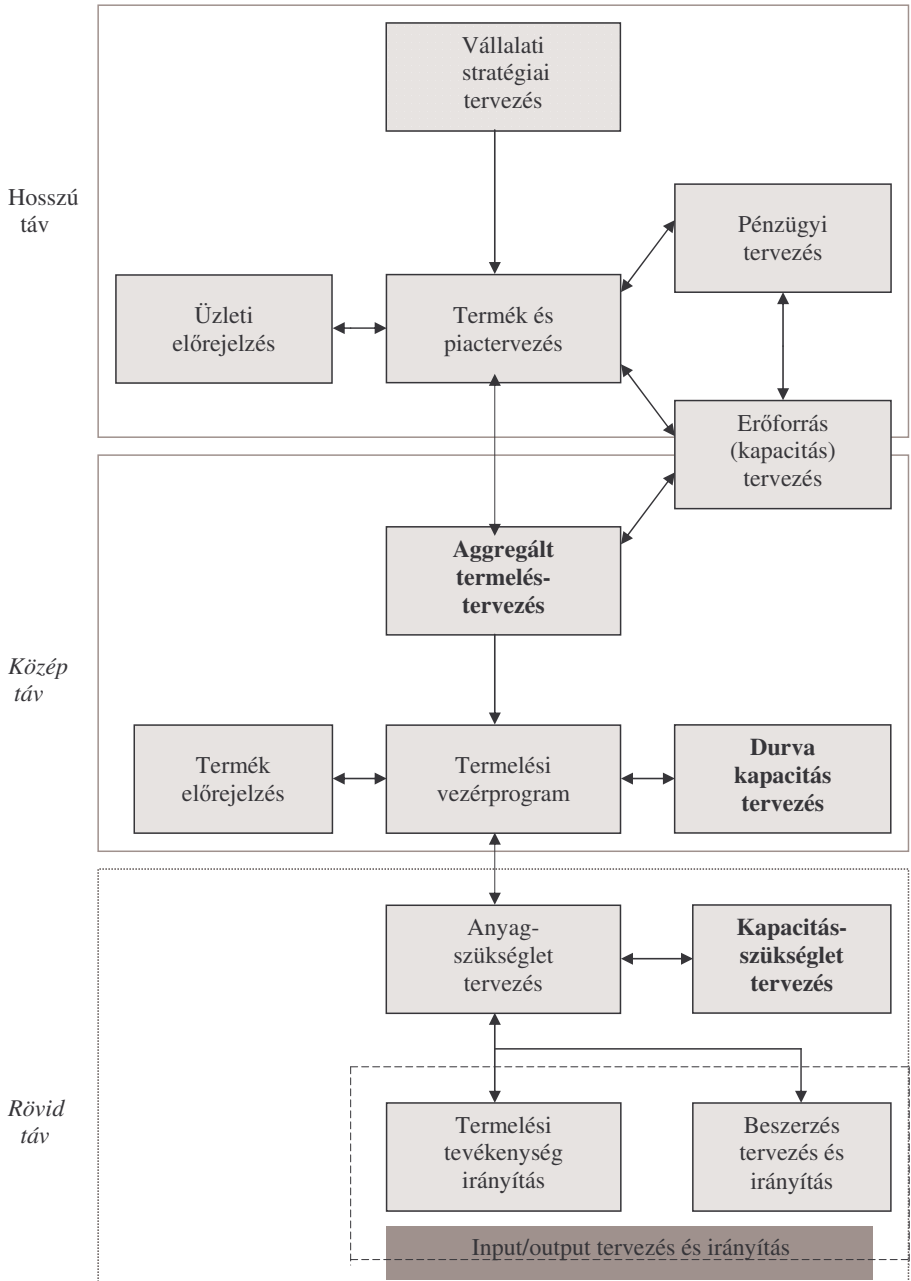 Vállalati
stratégiai
tervezés
Hosszú
táv
Pénzügyi
tervezés
Üzleti
előrejelzés
Termék és
piactervezés
Erőforrás
(kapacitás)
tervezés
Aggregált
termelés-
tervezés
Közép
táv
Termék
előrejelzés
Termelési
vezérprogram
Durva
kapacitás
tervezés
Anyag-
szükséglet
tervezés
Kapacitás-
szükséglet
tervezés
Rövid
táv
Termelési
tevékenység
irányítás
Beszerzés
tervezés és
irányítás
Input/output tervezés és irányítás